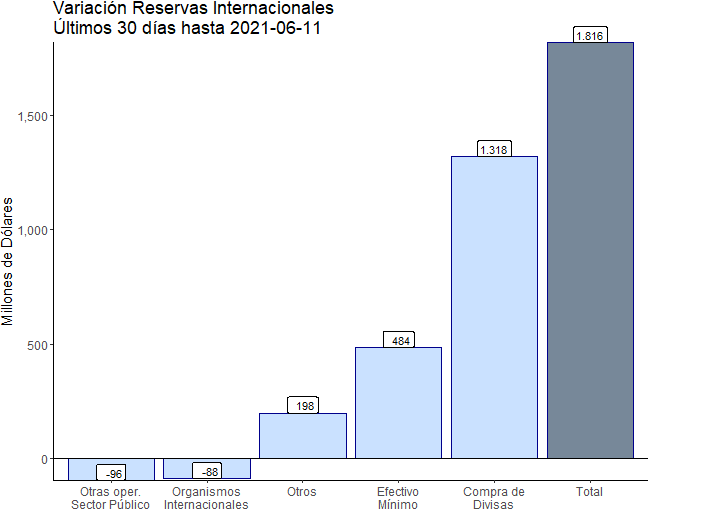 Variación Reservas Internacionales
Últimos 30 días hasta 2021-06-11
Millones de Dólares
1,500
1,000
500
0
-96
-88
198
484
1.318
1.816
Otras oper.
Sector Público
Organismos
Internacionales
Otros
Efectivo
Mínimo
Compra de
Divisas
Total